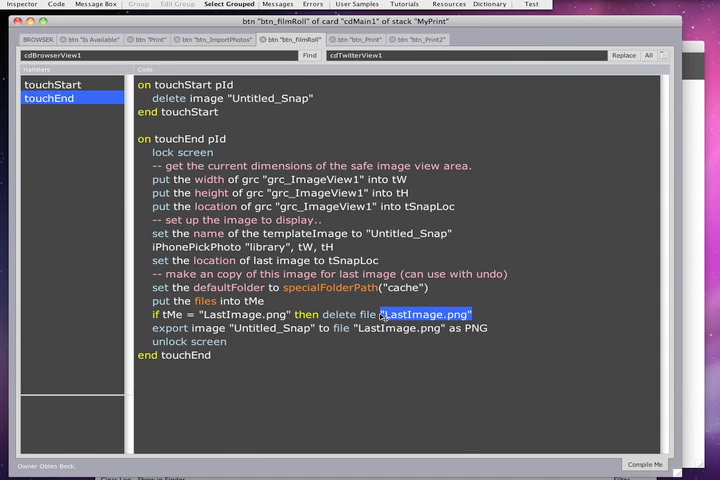 Inspector Code Message Box Group Edit Group Select Grouped Messages Errors User Samples Tutorials Resources Dictionary Test
btn "btn_filmRoll" of card "cdMain1" of stack "MyPrint"
BROWSER btn "Is Available" btn "Print" btn "btn_ImportPhotos" btn "btn_filmRoll" btn "btn_Print" btn "btn_Print2"
cdBrowserView1 Find cdTwitterView1 Replace All
Handlers Code
touchStart
touchEnd
on touchStart pId
delete image "Untitled_Snap"
end touchStart
on touchEnd pId
lock screen
-- get the current dimensions of the safe image view area.
put the width of grc "grc_ImageView1" into tW
put the height of grc "grc_ImageView1" into tH
put the location of grc "grc_ImageView1" into tSnapLoc
-- set up the image to display..
set the name of the templateImage to "Untitled_Snap"
iPhonePickPhoto "library", tW, tH
set the location of last image to tSnapLoc
-- make an copy of this image for last image (can use with undo)
set the defaultFolder to specialFolderPath("cache")
put the files into tMe
if tMe = "LastImage.png" then delete file "LastImage.png"
export image "Untitled_Snap" to file "LastImage.png" as PNG
unlock screen
end touchEnd
Owner Obleo Beck. Compile Me